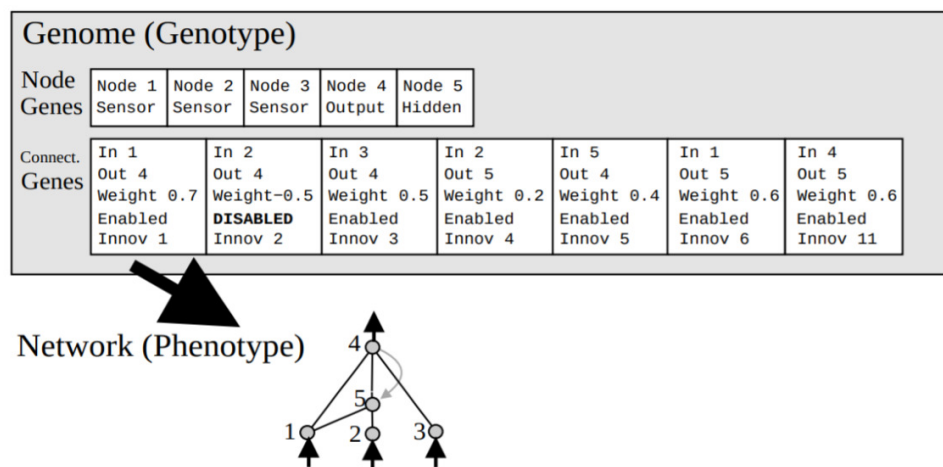 Genome (Genotype)
Node Genes
Node 1 Sensor
Node 2 Sensor
Node 3 Sensor
Node 4 Output
Node 5 Hidden
Connect. Genes
In 1
Out 4
Weight 0.7
Enabled
Innov 1
In 2
Out 4
Weight−0.5
DISABLED
Innov 2
In 3
Out 4
Weight 0.5
Enabled
Innov 3
In 2
Out 5
Weight 0.2
Enabled
Innov 4
In 5
Out 4
Weight 0.4
Enabled
Innov 5
In 1
Out 5
Weight 0.6
Enabled
Innov 6
In 4
Out 5
Weight 0.6
Enabled
Innov 11
Network (Phenotype)
4
5
1
2
3